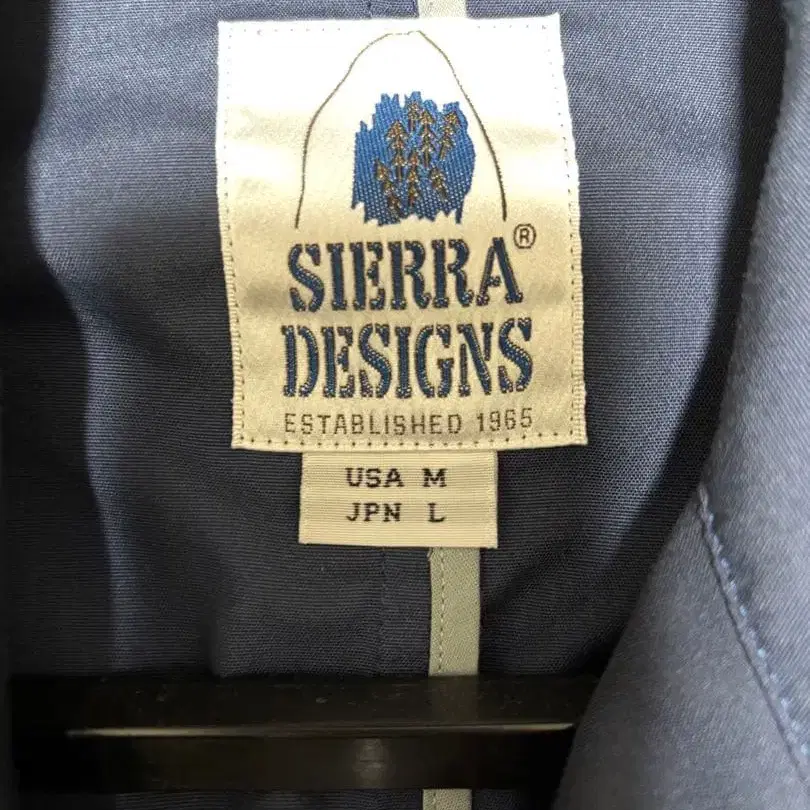 SIERRA®
DESIGNS
ESTABLISHED 1965
USA M
JPN L